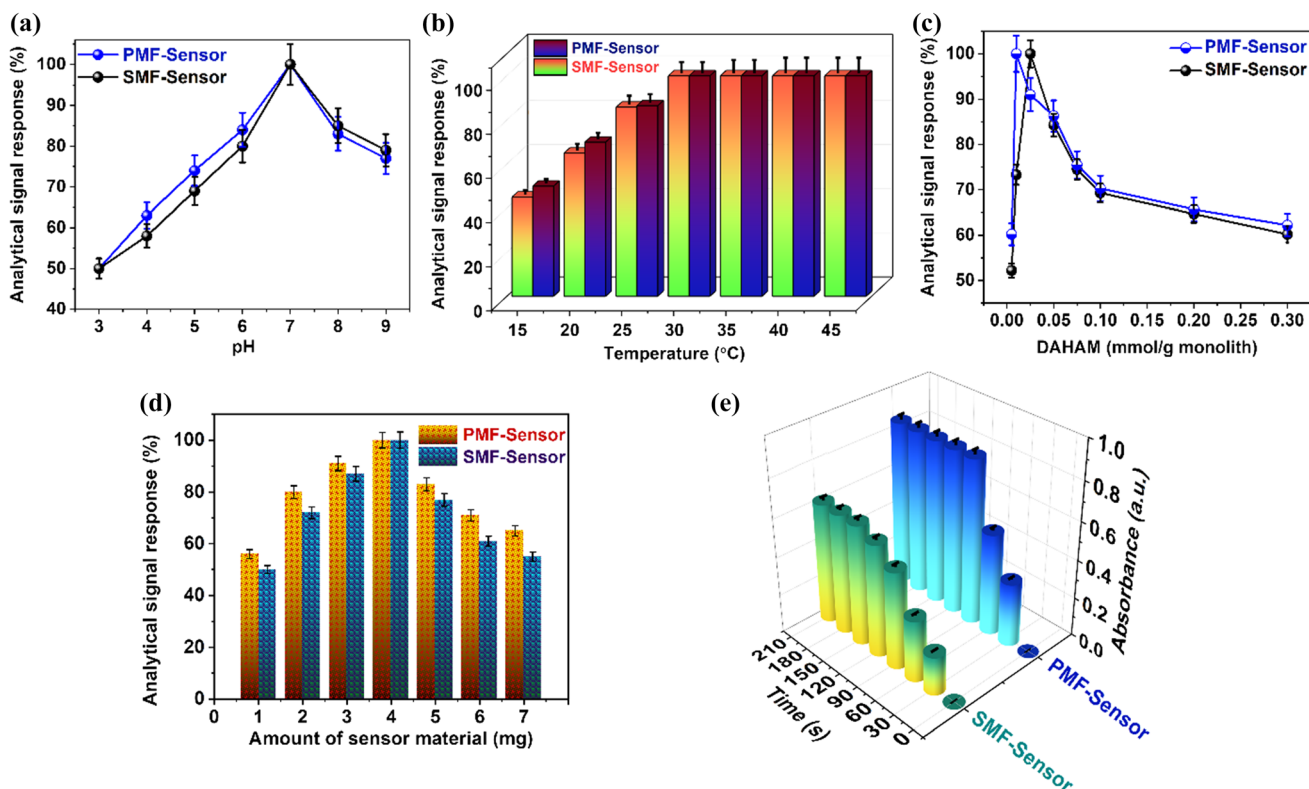 (a)
Analytical signal response (%)
100
90
80
70
60
50
40
PMF-Sensor
SMF-Sensor
3 4 5 6 7 8 9
pH
(b)
Analytical signal response (%)
100
80
60
40
20
0
PMF-Sensor
SMF-Sensor
15 20 25 30 35 40 45
Temperature (°C)
(c)
Analytical signal response (%)
100
90
80
70
60
50
PMF-Sensor
SMF-Sensor
0.00 0.05 0.10 0.20 0.30
DAHAM (mmol/g monolith)
(d)
Analytical signal response (%)
100
80
60
40
20
0
PMF-Sensor
SMF-Sensor
0 1 2 3 4 5 6 7
Amount of sensor material (mg)
(e)
1.0
0.8
0.6
0.4
0.2
0.0
Absorbance (a.u.)
210 180 150 120 90 60 30 0
Time (s)
PMF-Sensor
SMF-Sensor